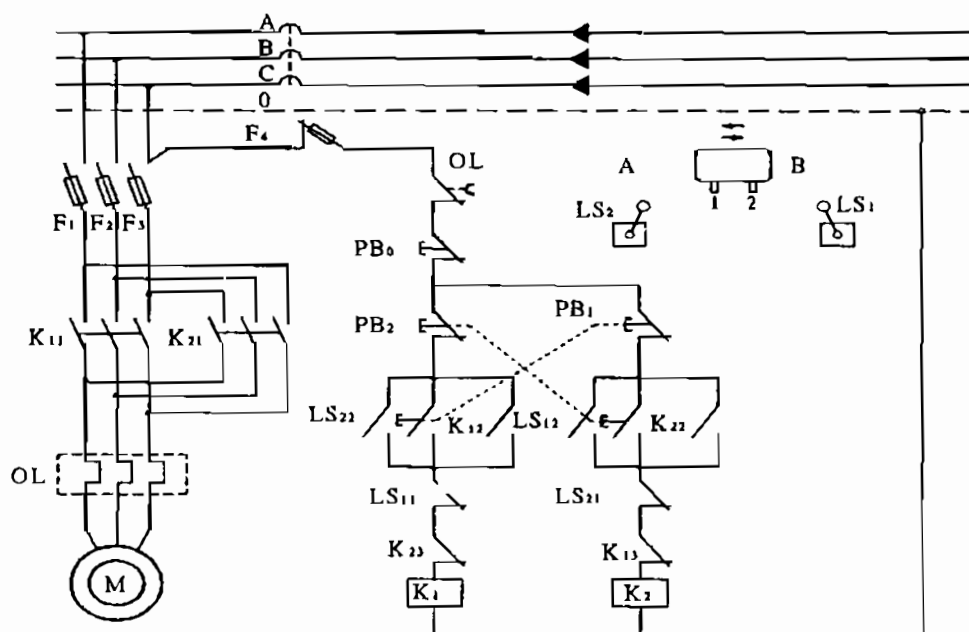 A
B
C
0
F₄
OL
A
B
1 2
LS₂
LS₁
F₁ F₂ F₃
PB₀
K₁₁
K₂₁
PB₂
PB₁
LS₂₂
K₁₂
LS₁₂
K₂₂
OL
LS₁₁
LS₂₁
K₂₃
K₁₃
M
K₁
K₂